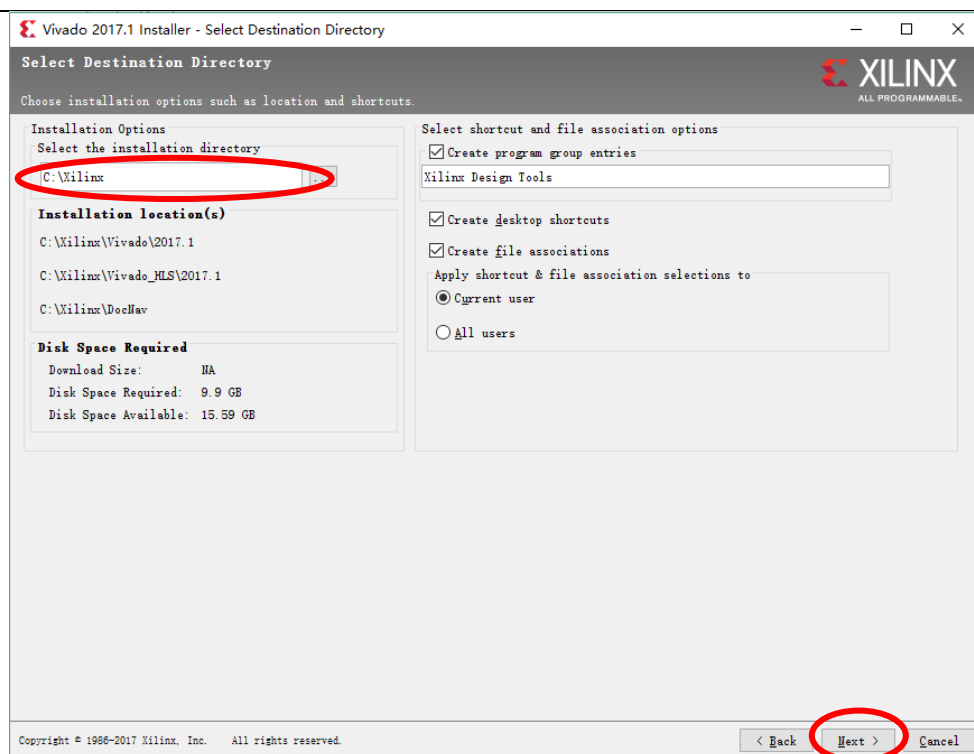 Vivado 2017.1 Installer - Select Destination Directory
Select Destination Directory
Choose installation options such as location and shortcuts.
XILINX
ALL PROGRAMMABLE.
Installation Options
Select the installation directory
C:\Xilinx
...
Installation location(s)
C:\Xilinx\Vivado\2017.1
C:\Xilinx\Vivado_HLS\2017.1
C:\Xilinx\DocNav
Disk Space Required
Download Size: NA
Disk Space Required: 9.9 GB
Disk Space Available: 15.59 GB
Select shortcut and file association options
Create program group entries
Xilinx Design Tools
Create desktop shortcuts
Create file associations
Apply shortcut & file association selections to
Current user
All users
Copyright © 1986-2017 Xilinx, Inc. All rights reserved.
< Back Next > Cancel